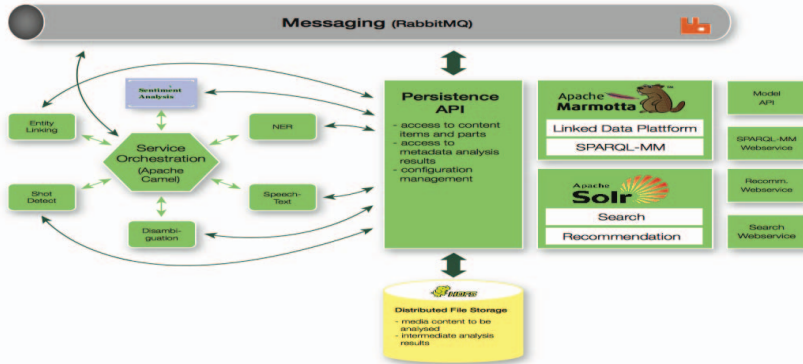 Messaging (RabbitMQ)
Sentiment
Analysis
Entity
Linking
NER
Service
Orchestration
(Apache
Camel)
Shot
Detect
Speech-
Text
Disambi-
guation
Persistence
API
- access to content
items and parts
- access to
metadata analysis
results
- configuration
management
Apache
Marmotta
Linked Data Plattform
SPARQL-MM
Apache
Solr
Search
Recommendation
Model
API
SPARQL-MM
Webservice
Recomm.
Webservice
Search
Webservice
HDFS
Distributed File Storage
- media content to be
analysed
- intermediate analysis
results